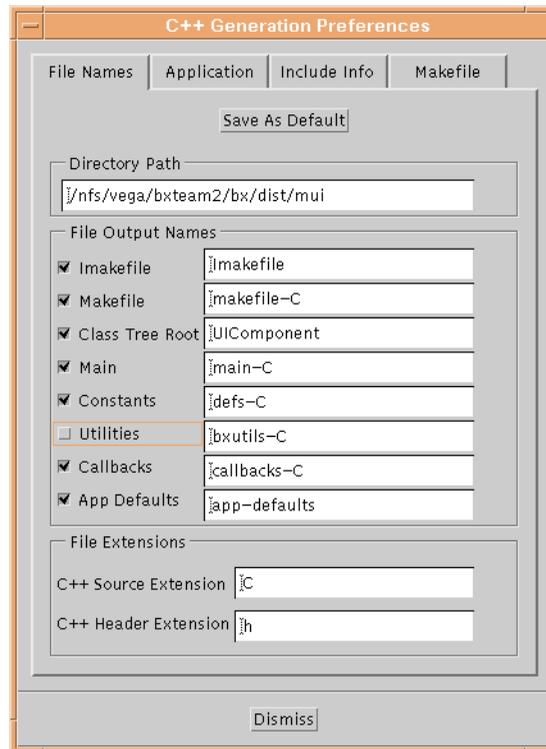 C++ Generation Preferences
File Names Application Include Info Makefile
Save As Default
Directory Path
/nfs/vega/bxteam2/bx/dist/mui
File Output Names
Imakefile Imakefile
Makefile makefile-C
Class Tree Root UIComponent
Main main-C
Constants defs-C
Utilities bxutils-C
Callbacks callbacks-C
App Defaults app-defaults
File Extensions
C++ Source Extension C
C++ Header Extension h
Dismiss